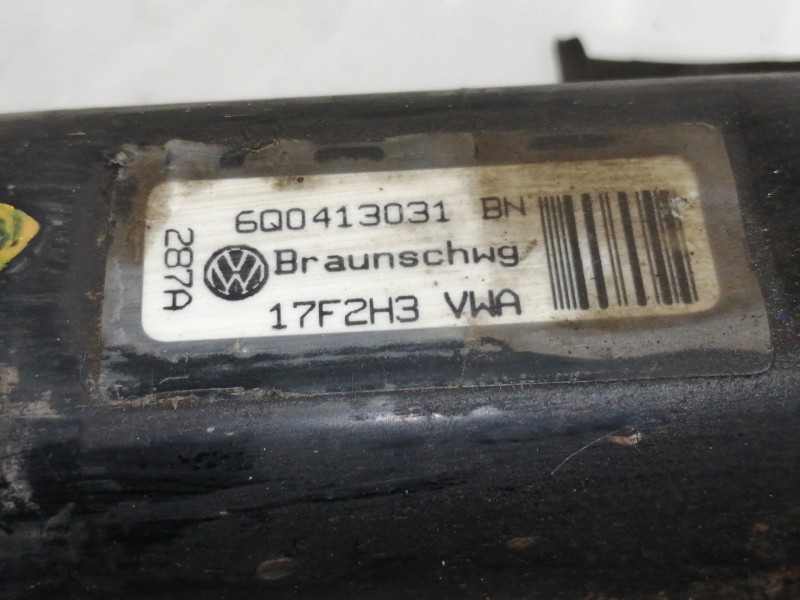 6Q0413031 BN
287A
Braunschwg
17F2H3 VWA